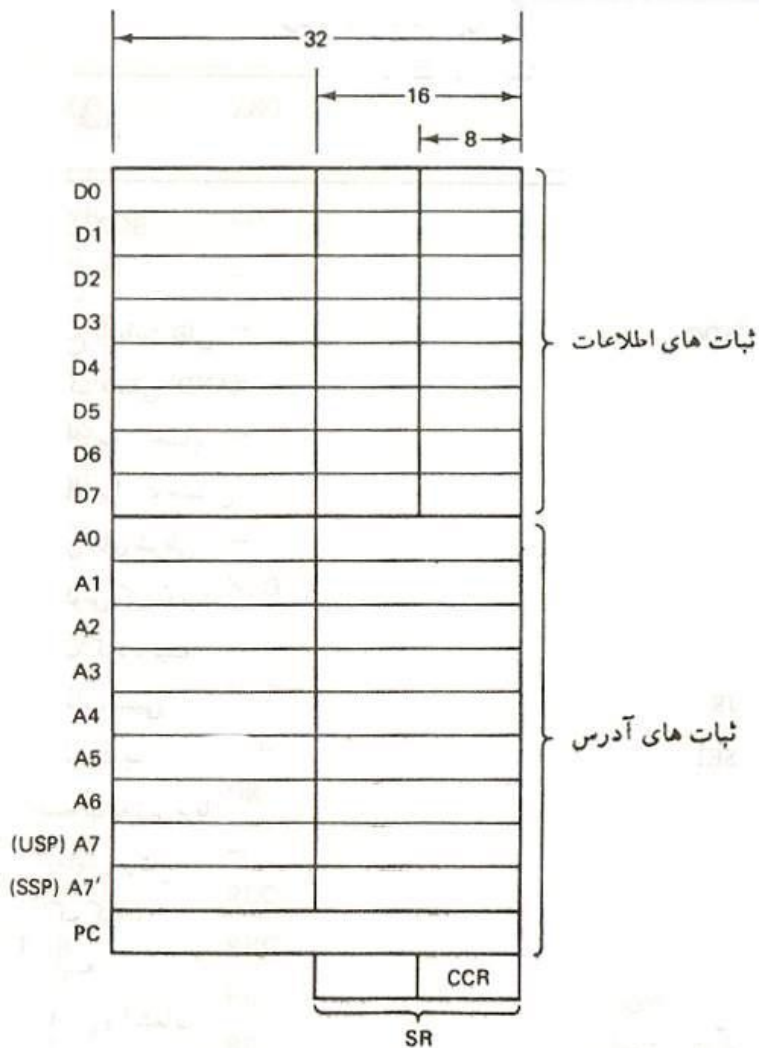 32
16
8
D0
D1
D2
D3
D4
D5
D6
D7
ثبات های اطلاعات
A0
A1
A2
A3
A4
A5
A6
(USP) A7
(SSP) A7'
PC
ثبات های آدرس
CCR
SR